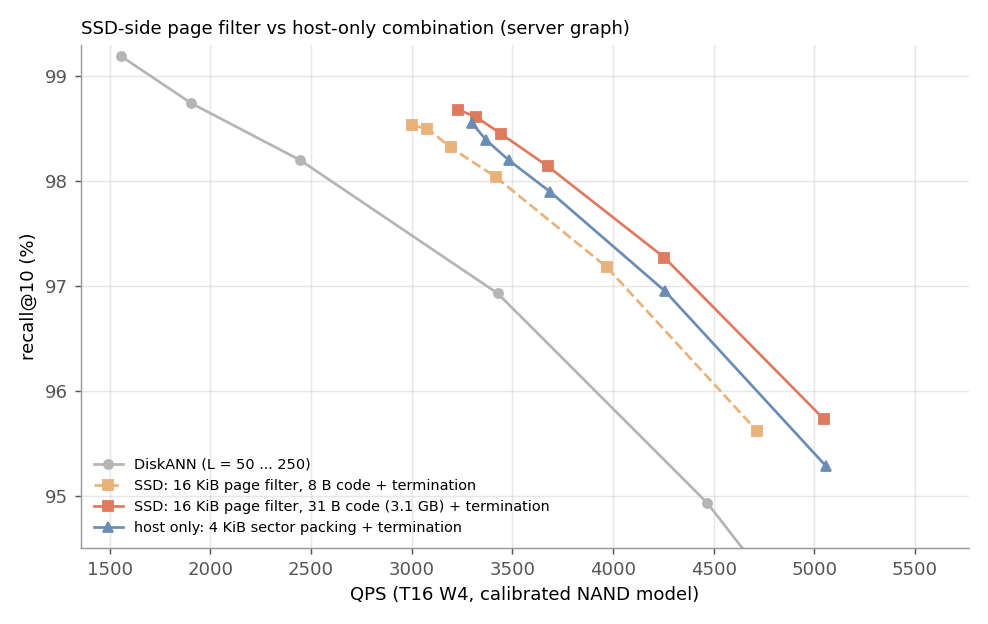 SSD-side page filter vs host-only combination (server graph)
recall@10 (%)
99
98
97
96
95
DiskANN (L = 50 ... 250)
SSD: 16 KiB page filter, 8 B code + termination
SSD: 16 KiB page filter, 31 B code (3.1 GB) + termination
host only: 4 KiB sector packing + termination
1500 2000 2500 3000 3500 4000 4500 5000 5500
QPS (T16 W4, calibrated NAND model)